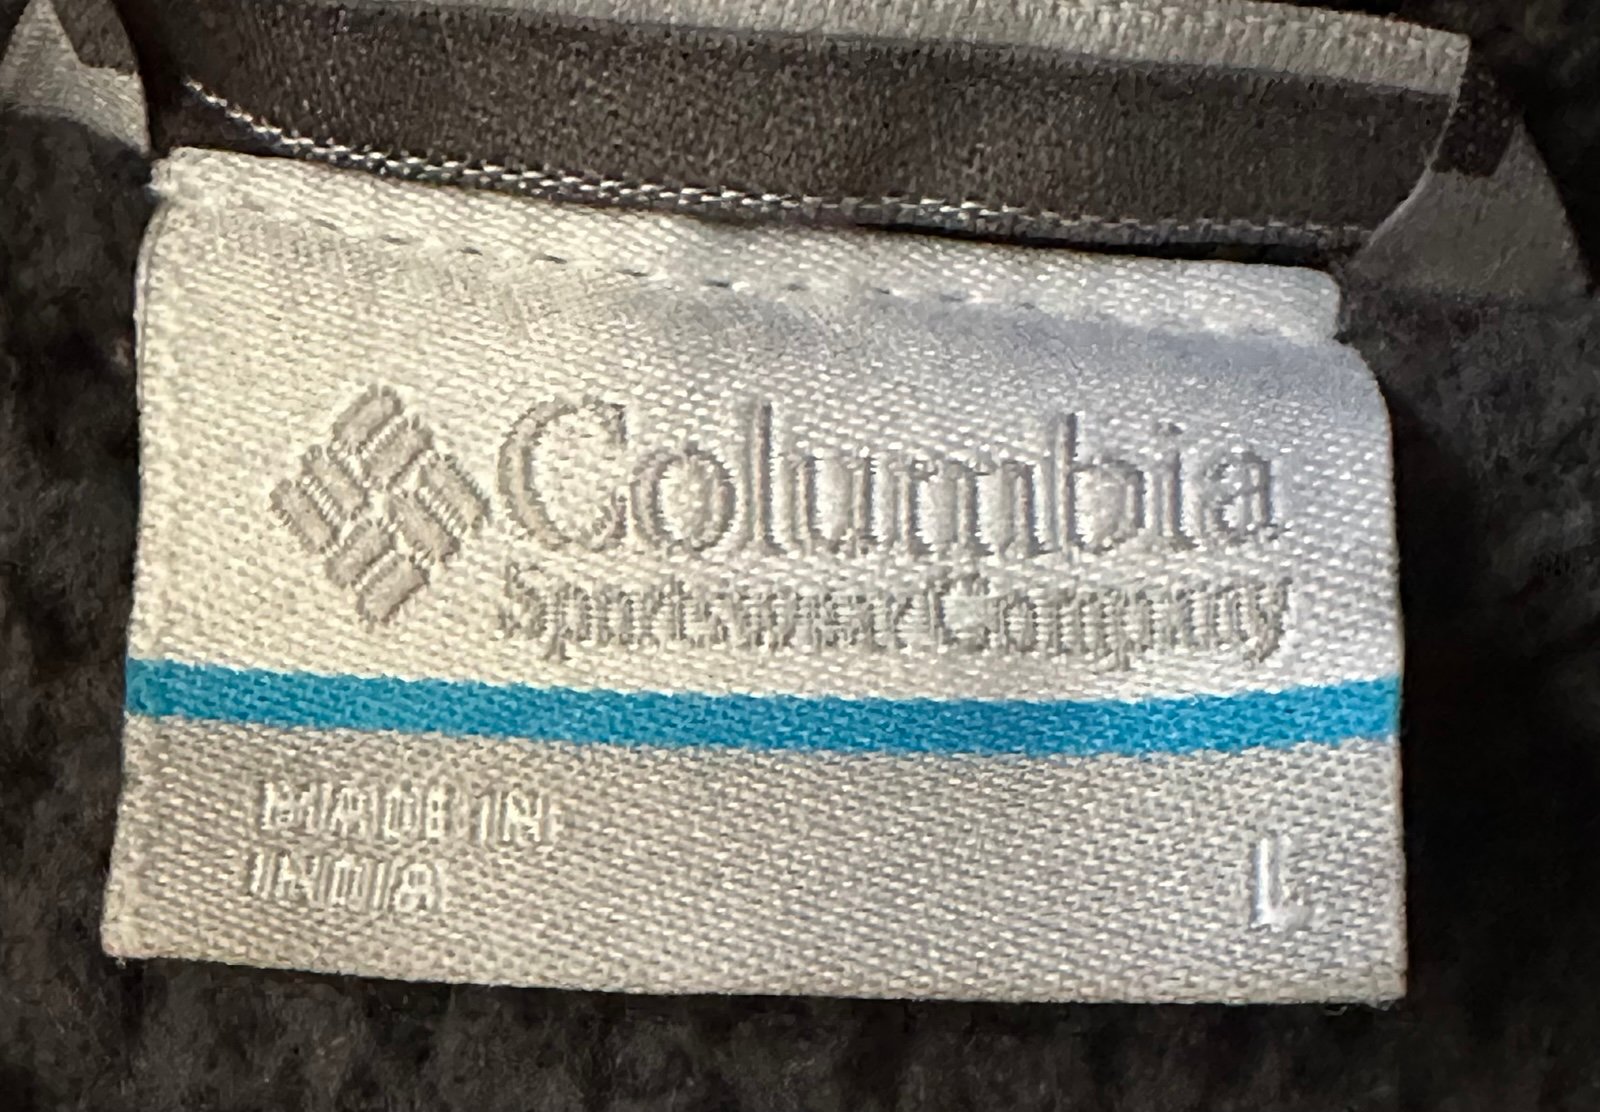 Columbia
Sportswear Company
MADE IN
INDIA
L